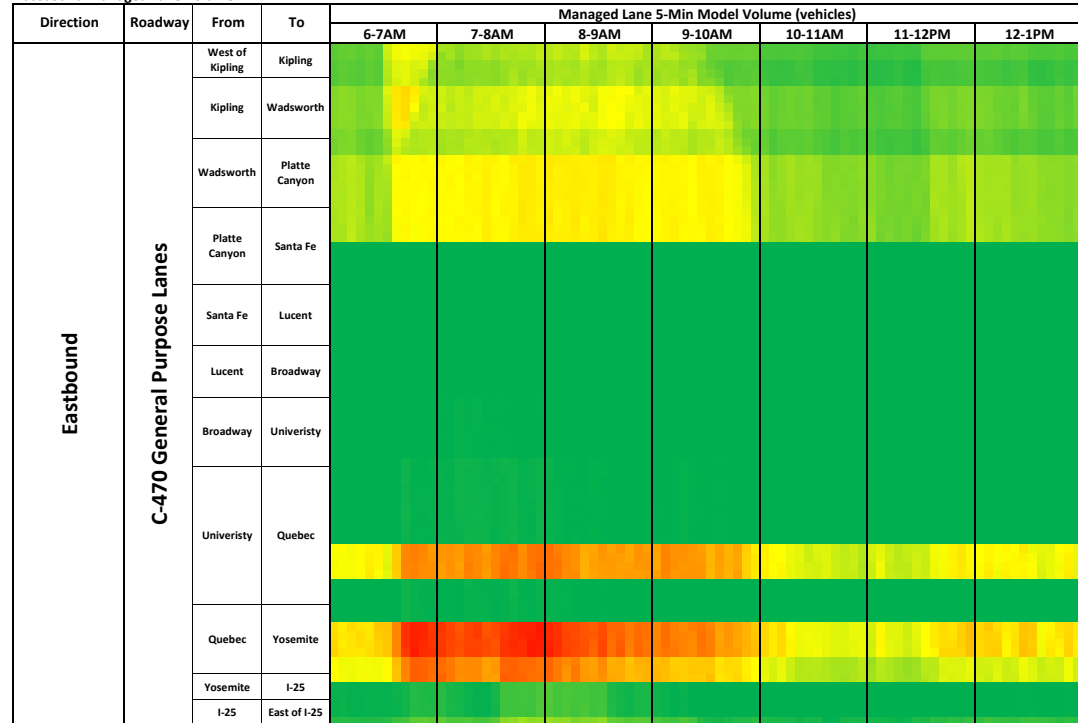 Direction Roadway From To Managed Lane 5-Min Model Volume (vehicles)
6-7AM 7-8AM 8-9AM 9-10AM 10-11AM 11-12PM 12-1PM
Eastbound
C-470 General Purpose Lanes
West of
Kipling
Kipling
Kipling Wadsworth
Wadsworth
Platte
Canyon
Platte
Canyon
Santa Fe
Santa Fe Lucent
Lucent Broadway
Broadway Univeristy
Univeristy Quebec
Quebec Yosemite
Yosemite I-25
I-25 East of I-25